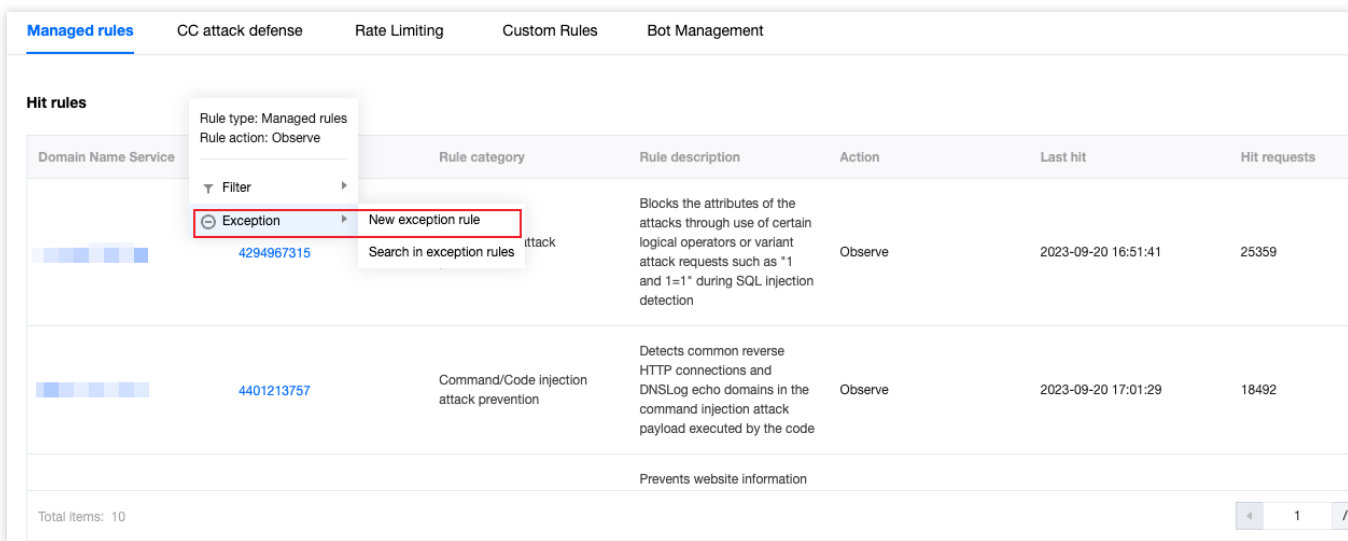 Managed rules
CC attack defense
Rate Limiting
Custom Rules
Bot Management
Hit rules
Rule type: Managed rules
Rule action: Observe
Filter
Exception
New exception rule
Search in exception rules
Domain Name Service
Rule category
Rule description
Action
Last hit
Hit requests
4294967315
Blocks the attributes of the
attacks through use of certain
logical operators or variant
attack requests such as "1
and 1=1" during SQL injection
detection
Observe
2023-09-20 16:51:41
25359
4401213757
Command/Code injection
attack prevention
Detects common reverse
HTTP connections and
DNSLog echo domains in the
command injection attack
payload executed by the code
Observe
2023-09-20 17:01:29
18492
Prevents website information
Total items: 10
1
/